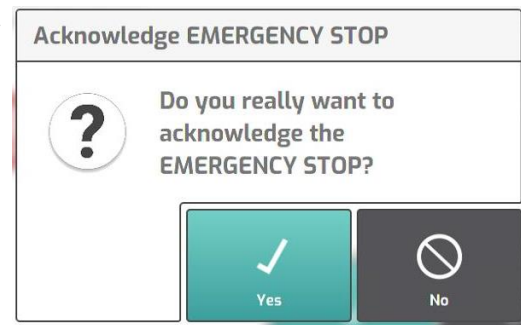 Acknowledge EMERGENCY STOP
Do you really want to
acknowledge the
EMERGENCY STOP?
Yes
No